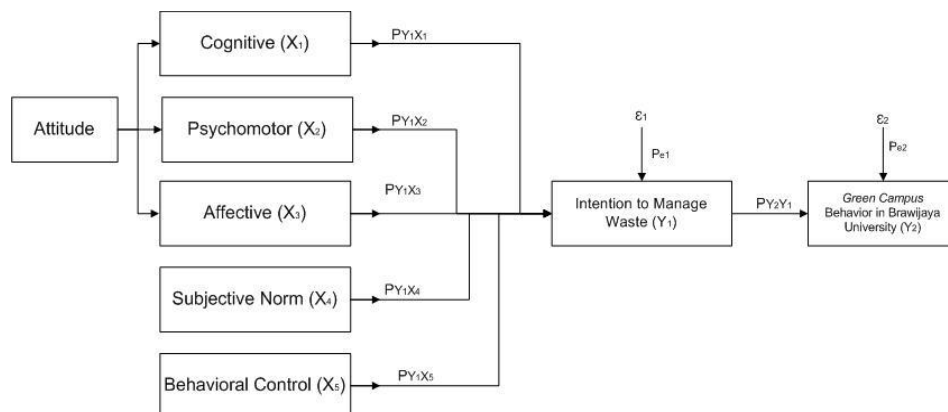 Cognitive (X₁)
PY₁X₁
Attitude
Psychomotor (X₂)
PY₁X₂
Affective (X₃)
PY₁X₃
Subjective Norm (X₄)
PY₁X₄
Behavioral Control (X₅)
PY₁X₅
ε₁
Pe1
Intention to Manage
Waste (Y₁)
PY₂Y₁
ε₂
Pe2
Green Campus
Behavior in Brawijaya
University (Y₂)